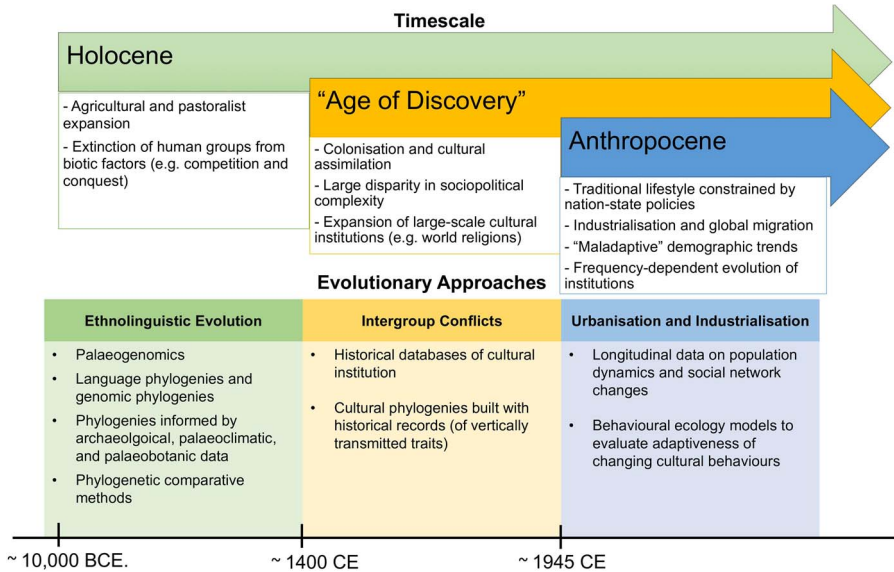 Timescale
Holocene
- Agricultural and pastoralist
expansion
- Extinction of human groups from
biotic factors (e.g. competition and
conquest)
“Age of Discovery”
- Colonisation and cultural
assimilation
- Large disparity in sociopolitical
complexity
- Expansion of large-scale cultural
institutions (e.g. world religions)
Anthropocene
- Traditional lifestyle constrained by
nation-state policies
- Industrialisation and global migration
- “Maladaptive” demographic trends
- Frequency-dependent evolution of
institutions
Evolutionary Approaches
Ethnolinguistic Evolution
• Palaeogenomics
• Language phylogenies and
genomic phylogenies
• Phylogenies informed by
archaelgoical, palaeoclimatic,
and palaeobotanic data
• Phylogenetic comparative
methods
Intergroup Conflicts
• Historical databases of cultural
institution
• Cultural phylogenies built with
historical records (of vertically
transmitted traits)
Urbanisation and Industrialisation
• Longitudinal data on population
dynamics and social network
changes
• Behavioural ecology models to
evaluate adaptiveness of
changing cultural behaviours
~ 10,000 BCE.
~ 1400 CE
~ 1945 CE